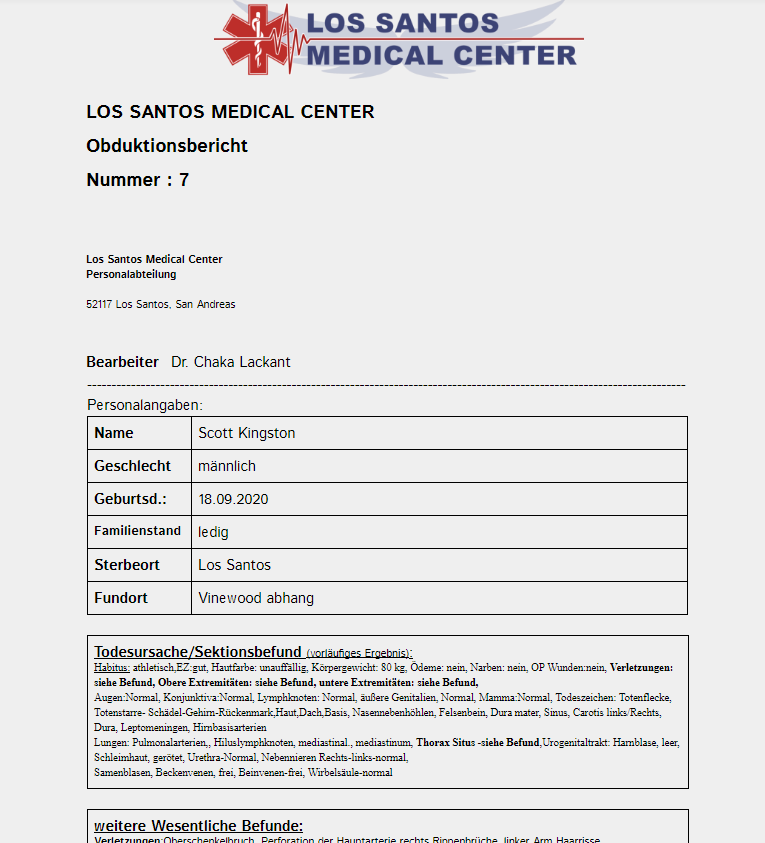 LOS SANTOS
MEDICAL CENTER
LOS SANTOS MEDICAL CENTER
Obduktionsbericht
Nummer : 7
Los Santos Medical Center
Personalabteilung
52117 Los Santos, San Andreas
Bearbeiter Dr. Chaka Lackant
Personalangaben:
Name Scott Kingston
Geschlecht männlich
Geburtsd.: 18.09.2020
Familienstand ledig
Sterbeort Los Santos
Fundort Vinewood abhang
Todesursache/Sektionsbefund (vorläufiges Ergebnis):
Habitus: athletisch,EZ:gut, Hautfarbe: unauffällig, Körpergewicht: 80 kg, Ödeme: nein, Narben: nein, OP Wunden:nein, Verletzungen:
siehe Befund, Obere Extremitäten: siehe Befund, untere Extremitäten: siehe Befund,
Augen:Normal, Konjunktiva:Normal, Lymphknoten: Normal, äußere Genitalien, Normal, Mamma:Normal, Todeszeichen: Totenflecke,
Totenstarre- Schädel-Gehirn-Rückenmark,Haut,Dach,Basis, Nasennebenhöhlen, Felsenbein, Dura mater, Sinus, Carotis links/Rechts,
Dura, Leptomeningen, Hirnbasisarterien
Lungen: Pulmonalarterien,, Hiluslymphknoten, mediastinal., mediastinum, Thorax Situs -siehe Befund,Urogenitaltrakt: Harnblase, leer,
Schleimhaut, gerötet, Urethra-Normal, Nebennieren Rechts-links-normal,
Samenblasen, Beckenvenen, frei, Beinvenen-frei, Wirbelsäule-normal
weitere Wesentliche Befunde:
Verletzungen:Oberschenkelbruch, Perforation der Hauptarterie rechts Rippenbrüche, linker Arm Haarrisse